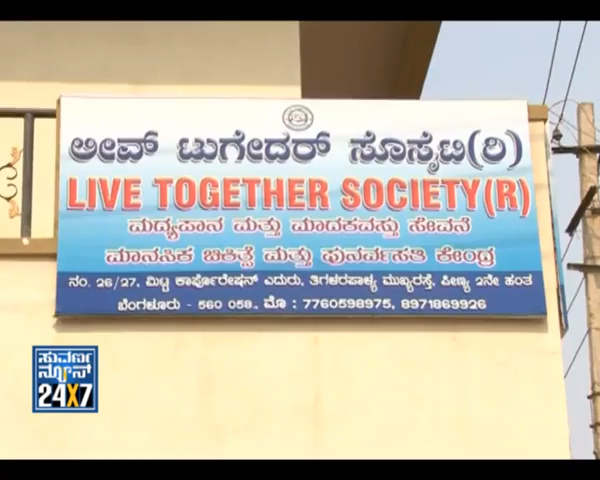 ಲೀವ್ ಟುಗೇದರ್ ಸೊಸೈಟಿ(ರಿ)
LIVE TOGETHER SOCIETY(R)
ಮದ್ಯಪಾನ ಮತ್ತು ಮಾದಕವಸ್ತು ಸೇವನೆ
ಮಾನಸಿಕ ಚಿಕಿತ್ಸೆ ಮತ್ತು ಪುನರ್ವಸತಿ ಕೇಂದ್ರ
ನಂ. 26/27, ಮಿಟ್ಟ ಕಾರ್ಪೊರೇಷನ್ ಎದುರು, ತಿಗಳರಪಾಳ್ಯ ಮುಖ್ಯರಸ್ತೆ, ಪೀಣ್ಯ 2ನೇ ಹಂತ
ಬೆಂಗಳೂರು - 560 058., ಮೊ : 7760598975, 8971869926
ಸುವರ್ಣ
ನ್ಯೂಸ್
24X7